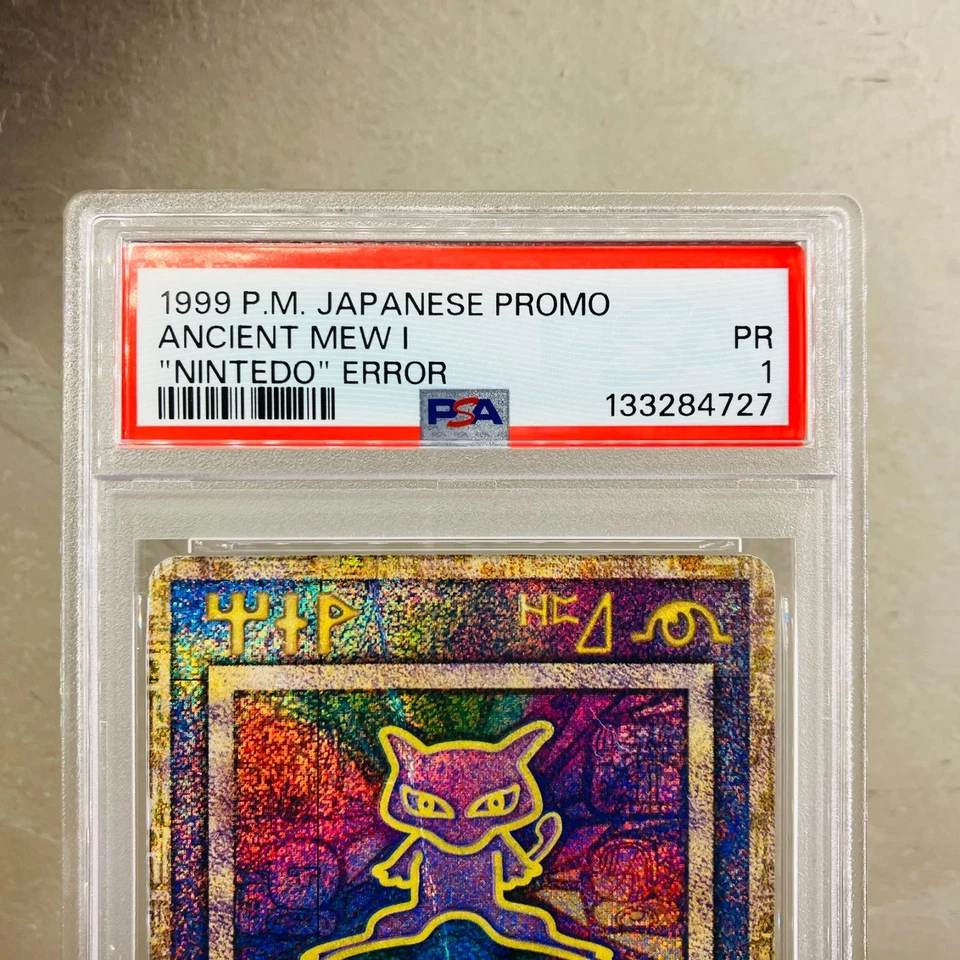 1999 P.M. JAPANESE PROMO
ANCIENT MEW I PR
"NINTEDO" ERROR 1
PSA 133284727